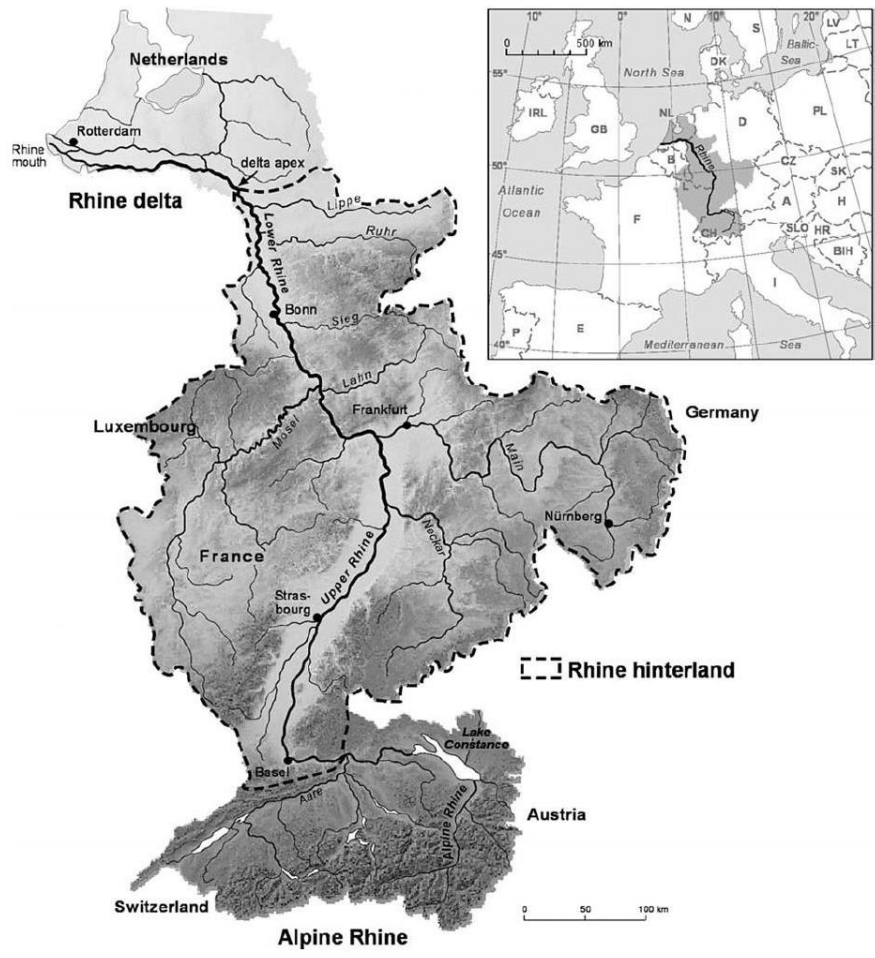 Netherlands
Rotterdam
Rhine
mouth
delta apex
Rhine delta
Lippe
Lower Rhine
Ruhr
Bonn
Sieg
Lahn
Frankfurt
Luxembourg
Mosel
Germany
Main
Nürnberg
Neckar
France
Upper Rhine
Stras-
bourg
Rhine hinterland
Lake
Constance
Basel
Aare
Alpine Rhine
Austria
Switzerland
0 50 100 km
Alpine Rhine
10° 0° 10° 20°
0 500 km
N
S
LV
LT
Baltic-
Sea
DK
55°
North Sea
IRL
GB
NL
D
PL
Rhine
50°
B
L
CZ
SK
Atlantic
Ocean
F
A
H
CH
SLO
HR
BIH
45°
I
P
E
40°
Mediterranean
Sea